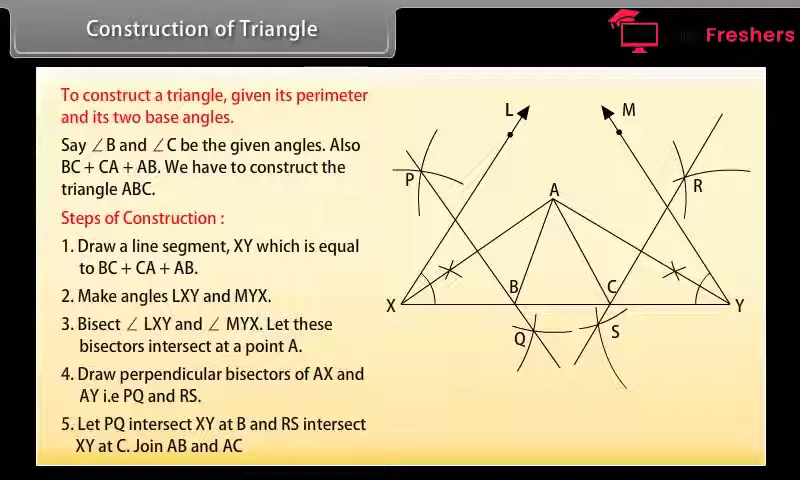 Construction of Triangle
Freshers
To construct a triangle, given its perimeter
and its two base angles.
Say ∠B and ∠C be the given angles. Also
BC + CA + AB. We have to construct the
triangle ABC.
Steps of Construction :
1. Draw a line segment, XY which is equal
to BC + CA + AB.
2. Make angles LXY and MYX.
3. Bisect ∠ LXY and ∠ MYX. Let these
bisectors intersect at a point A.
4. Draw perpendicular bisectors of AX and
AY i.e PQ and RS.
5. Let PQ intersect XY at B and RS intersect
XY at C. Join AB and AC
L M
P A R
X B C Y
Q S